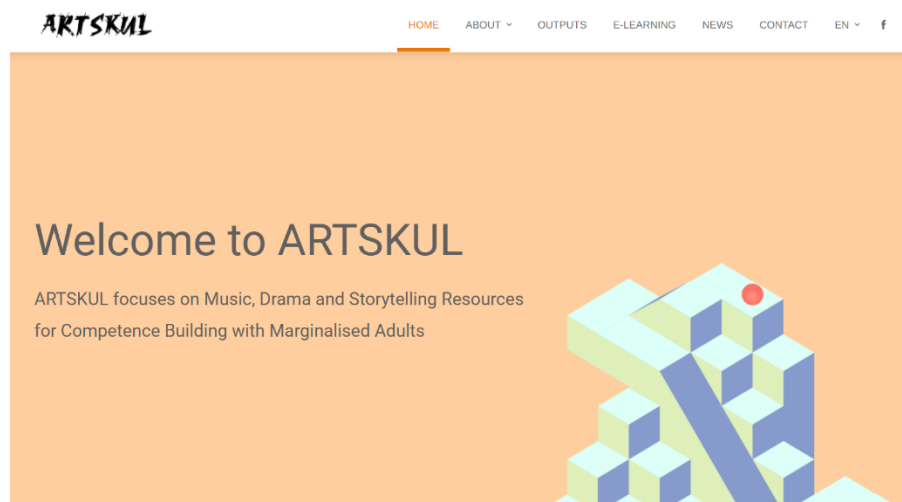 ARTSKUL
HOME ABOUT OUTPUTS E-LEARNING NEWS CONTACT EN f
Welcome to ARTSKUL
ARTSKUL focuses on Music, Drama and Storytelling Resources
for Competence Building with Marginalised Adults